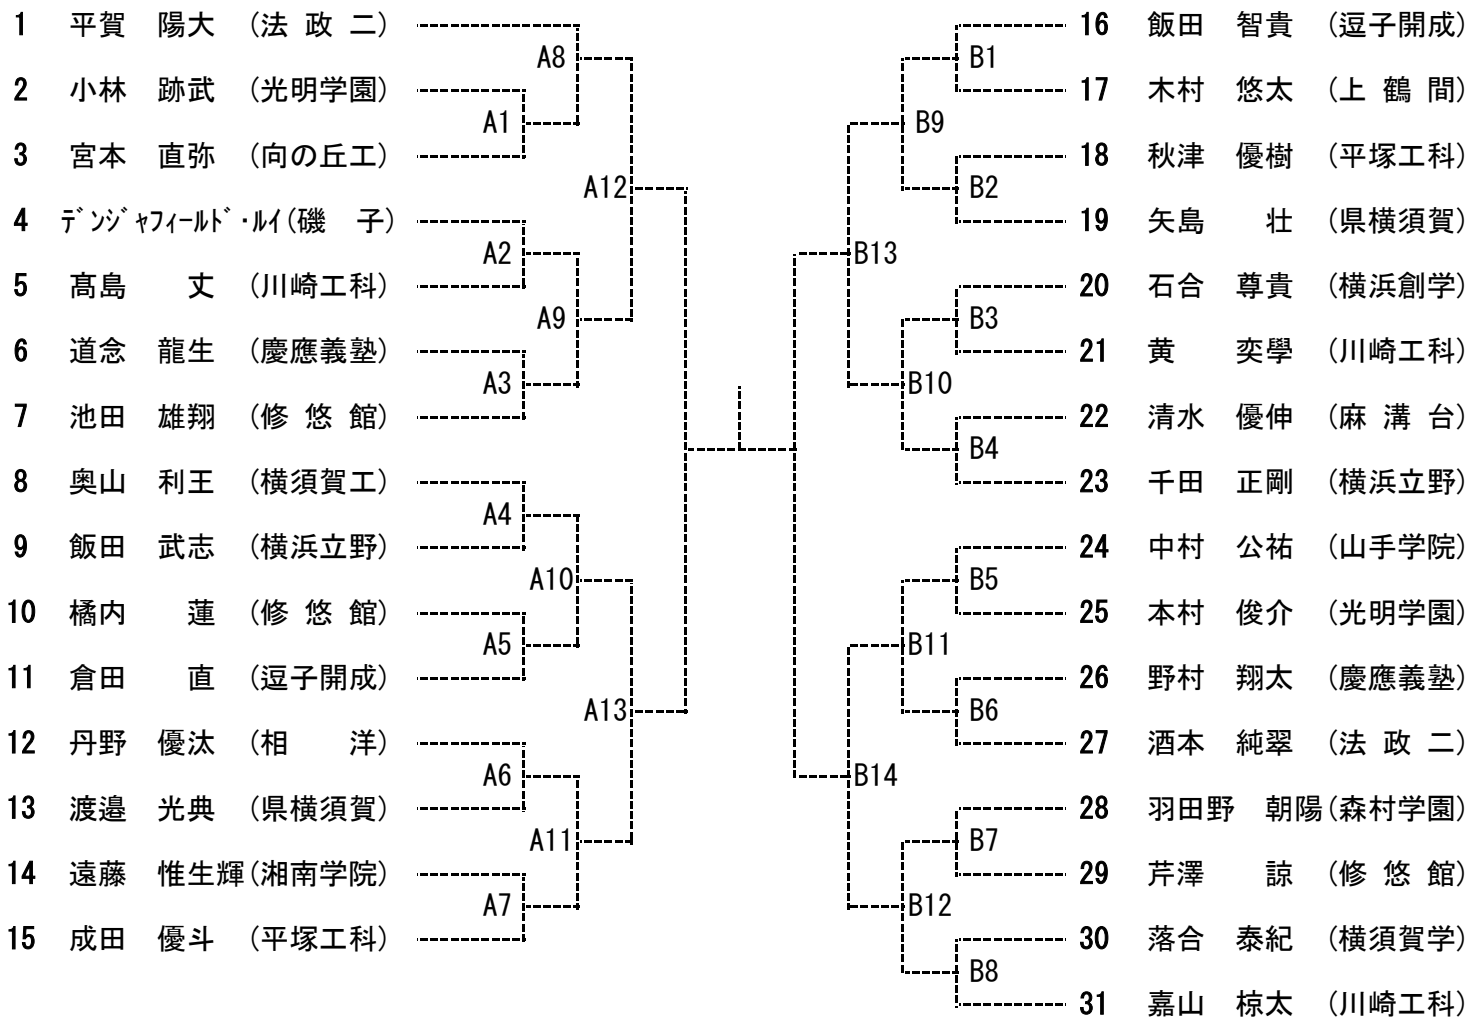 1 平賀 陽大 (法 政 二)
A8
2 小林 跡武 (光明学園)
A1
3 宮本 直弥 (向の丘工)
A12
4 ﾃﾞﾝｼﾞｬﾌｨｰﾙﾄﾞ･ﾙｲ(磯 子)
A2
5 髙島 丈 (川崎工科)
A9
6 道念 龍生 (慶應義塾)
A3
7 池田 雄翔 (修 悠 館)
8 奥山 利王 (横須賀工)
A4
9 飯田 武志 (横浜立野)
A10
10 橘内 蓮 (修 悠 館)
A5
11 倉田 直 (逗子開成)
A13
12 丹野 優汰 (相 洋)
A6
13 渡邉 光典 (県横須賀)
A11
14 遠藤 惟生輝(湘南学院)
A7
15 成田 優斗 (平塚工科)
16 飯田 智貴 (逗子開成)
B1
17 木村 悠太 (上 鶴 間)
B9
18 秋津 優樹 (平塚工科)
B2
19 矢島 壮 (県横須賀)
B13
20 石合 尊貴 (横浜創学)
B3
21 黄 奕學 (川崎工科)
B10
22 清水 優伸 (麻 溝 台)
B4
23 千田 正剛 (横浜立野)
24 中村 公祐 (山手学院)
B5
25 本村 俊介 (光明学園)
B11
26 野村 翔太 (慶應義塾)
B6
27 酒本 純翠 (法 政 二)
B14
28 羽田野 朝陽(森村学園)
B7
29 芹澤 諒 (修 悠 館)
B12
30 落合 泰紀 (横須賀学)
B8
31 嘉山 椋太 (川崎工科)